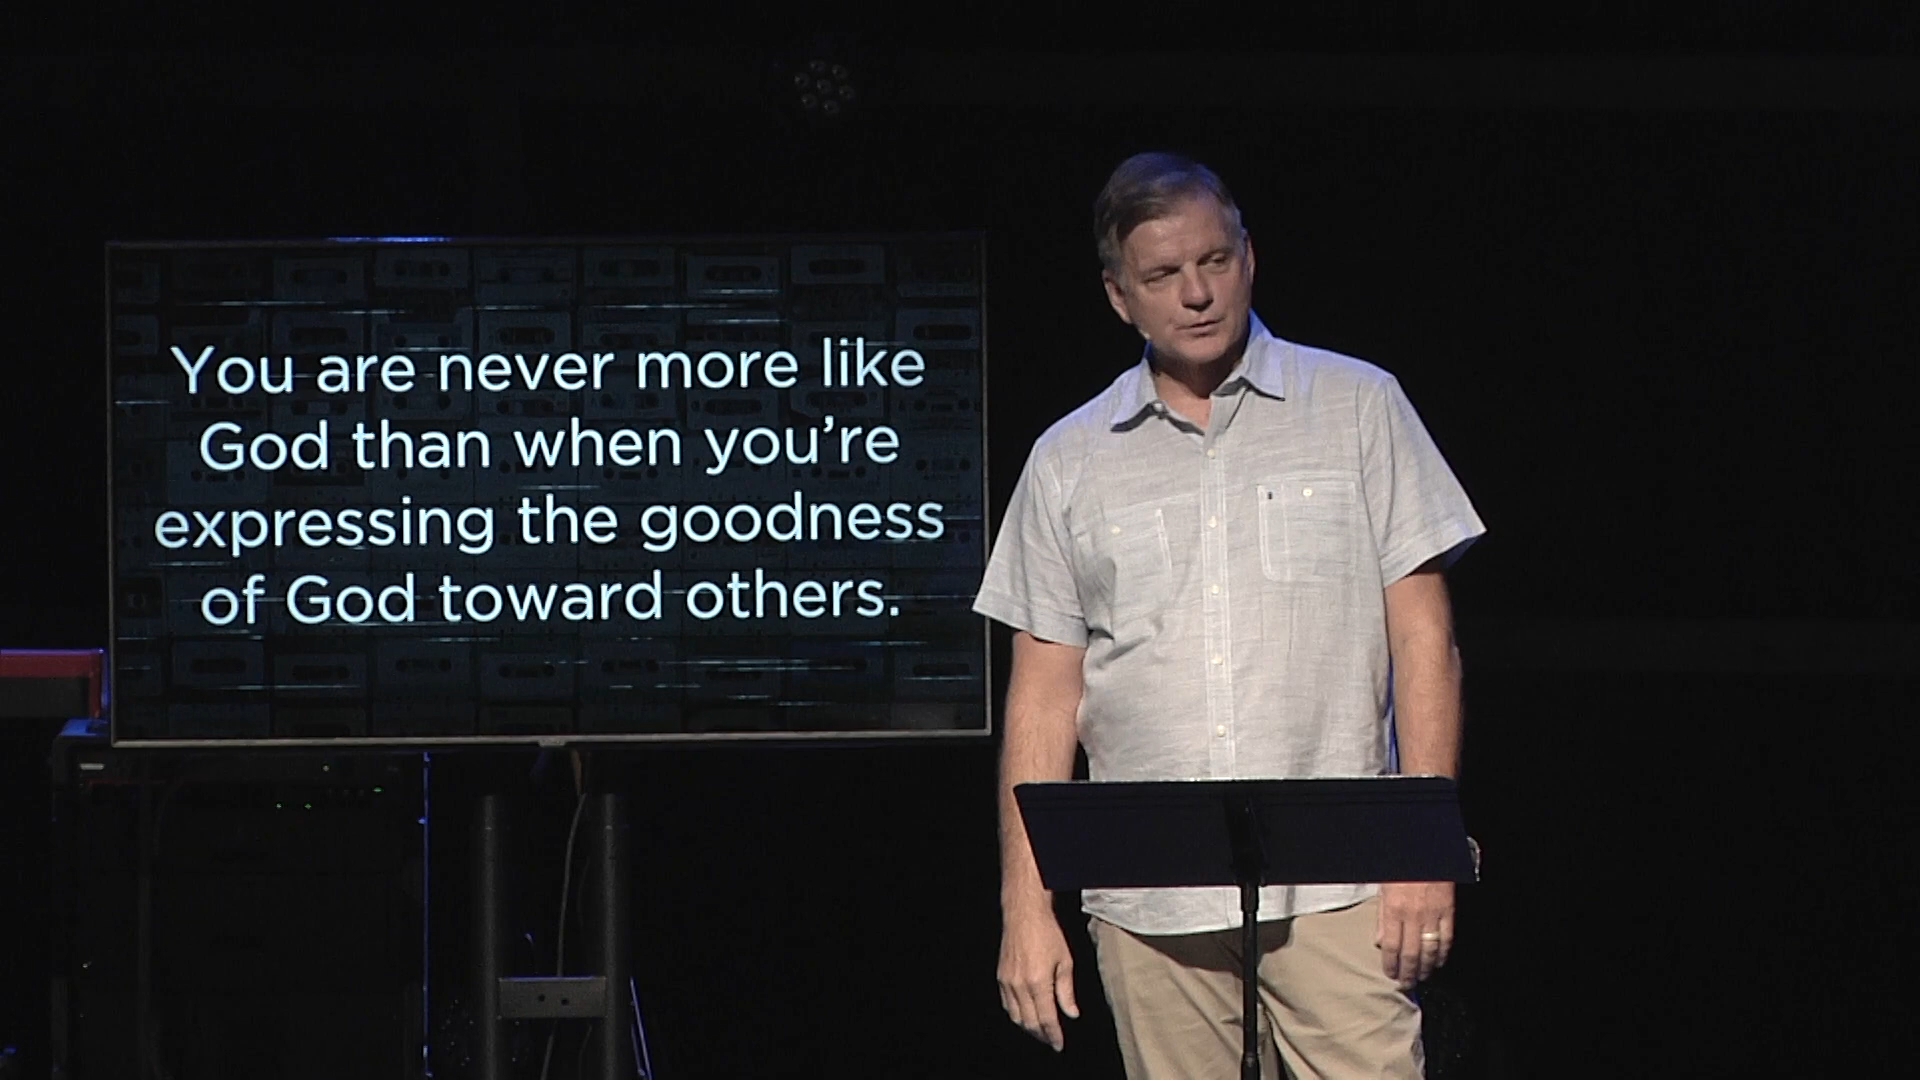 You are never more like
God than when you’re
expressing the goodness
of God toward others.